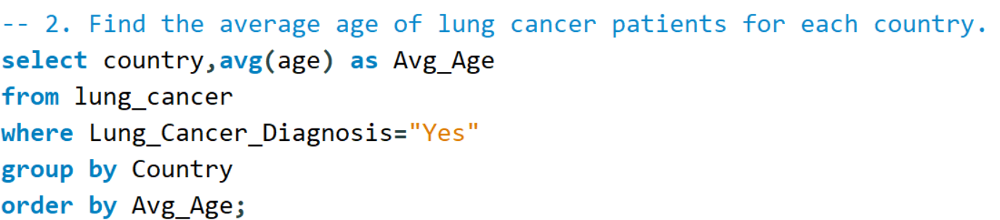 -- 2. Find the average age of lung cancer patients for each country.
select country,avg(age) as Avg_Age
from lung_cancer
where Lung_Cancer_Diagnosis="Yes"
group by Country
order by Avg_Age;